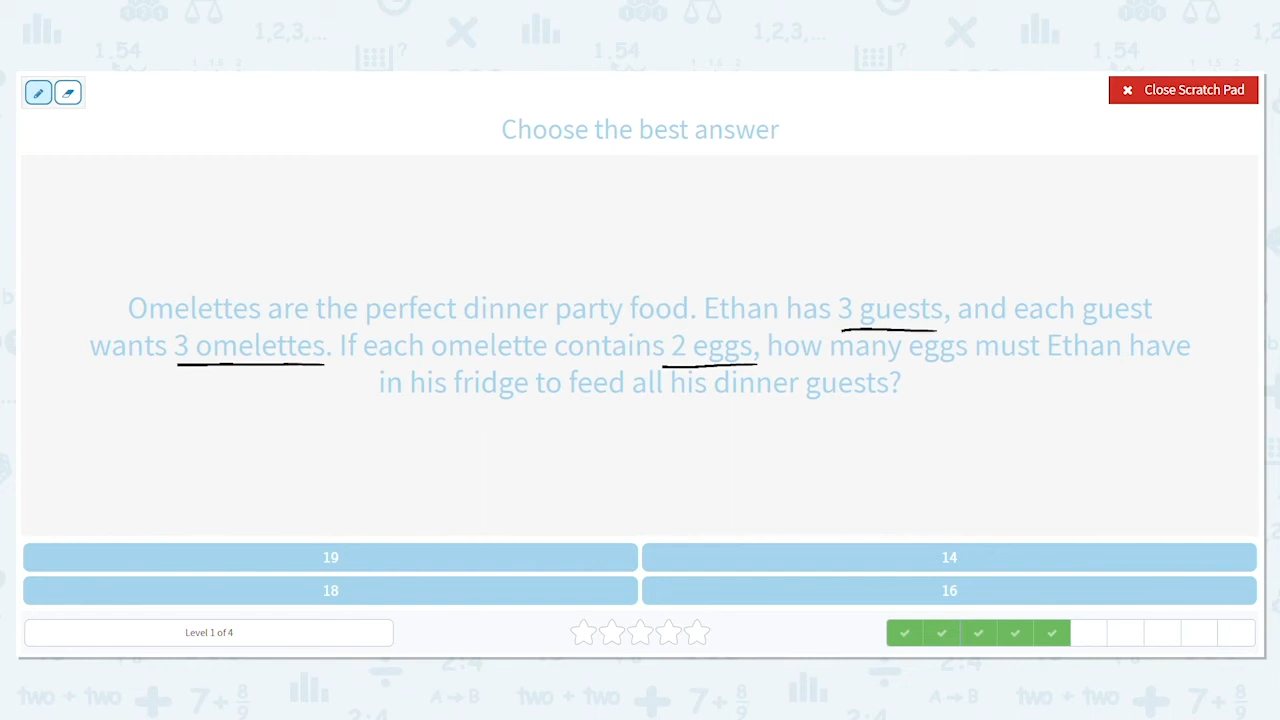 Close Scratch Pad
Choose the best answer
Omelettes are the perfect dinner party food. Ethan has 3 guests, and each guest
wants 3 omelettes. If each omelette contains 2 eggs, how many eggs must Ethan have
in his fridge to feed all his dinner guests?
19
14
18
16
Level 1 of 4